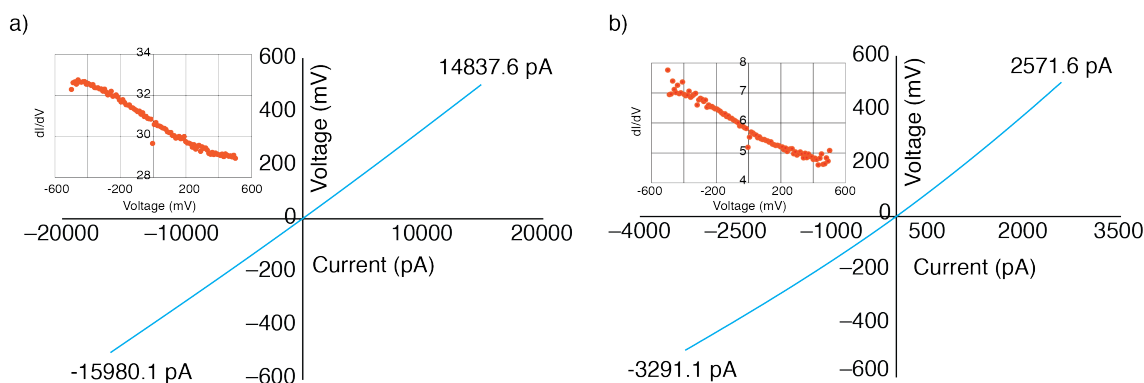 a)
34
32
30
28
dI/dV
-600
-200
200
600
Voltage (mV)
600
400
200
0
−200
−400
−600
Voltage (mV)
14837.6 pA
−20000
−10000
10000
20000
Current (pA)
-15980.1 pA
b)
8
7
6
5
4
dI/dV
-600
-200
200
600
Voltage (mV)
600
400
200
0
−200
−400
−600
Voltage (mV)
2571.6 pA
−4000
−2500
−1000
500
2000
3500
Current (pA)
-3291.1 pA